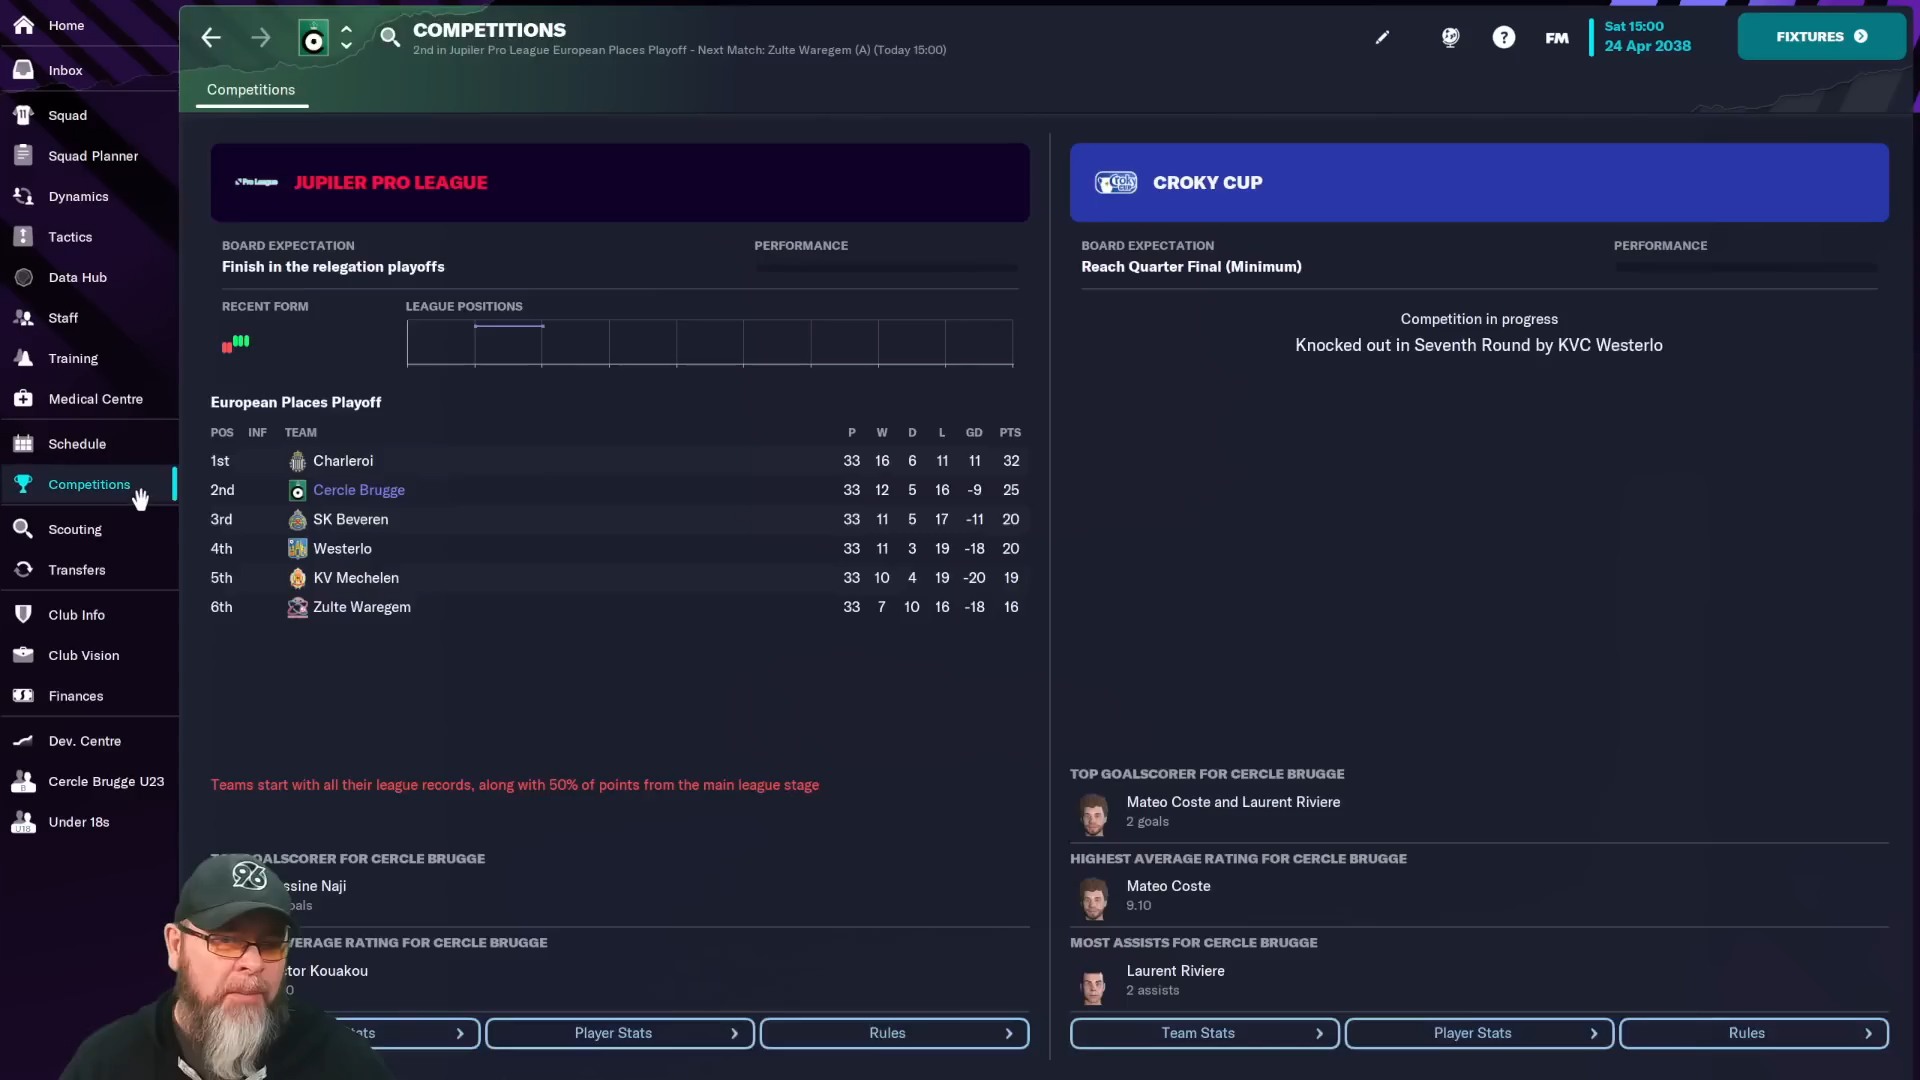 Home
Inbox
Squad
Squad Planner
Dynamics
Tactics
Data Hub
Staff
Training
Medical Centre
Schedule
Competitions
Scouting
Transfers
Club Info
Club Vision
Finances
Dev. Centre
Cercle Brugge U23
Under 18s
COMPETITIONS
2nd in Jupiler Pro League European Places Playoff - Next Match: Zulte Waregem (A) (Today 15:00)
FM
Sat 15:00
24 Apr 2038
FIXTURES
Competitions
Pro League
JUPILER PRO LEAGUE
BOARD EXPECTATION PERFORMANCE
Finish in the relegation playoffs
RECENT FORM LEAGUE POSITIONS
European Places Playoff
POS INF TEAM P W D L GD PTS
1st Charleroi 33 16 6 11 11 32
2nd Cercle Brugge 33 12 5 16 -9 25
3rd SK Beveren 33 11 5 17 -11 20
4th Westerlo 33 11 3 19 -18 20
5th KV Mechelen 33 10 4 19 -20 19
6th Zulte Waregem 33 7 10 16 -18 16
Teams start with all their league records, along with 50% of points from the main league stage
GOALSCORER FOR CERCLE BRUGGE
ssine Naji
oals
VERAGE RATING FOR CERCLE BRUGGE
ctor Kouakou
0
ats
Player Stats
Rules
Croky Cup
CROKY CUP
BOARD EXPECTATION PERFORMANCE
Reach Quarter Final (Minimum)
Competition in progress
Knocked out in Seventh Round by KVC Westerlo
TOP GOALSCORER FOR CERCLE BRUGGE
Mateo Coste and Laurent Riviere
2 goals
HIGHEST AVERAGE RATING FOR CERCLE BRUGGE
Mateo Coste
9.10
MOST ASSISTS FOR CERCLE BRUGGE
Laurent Riviere
2 assists
Team Stats
Player Stats
Rules
96